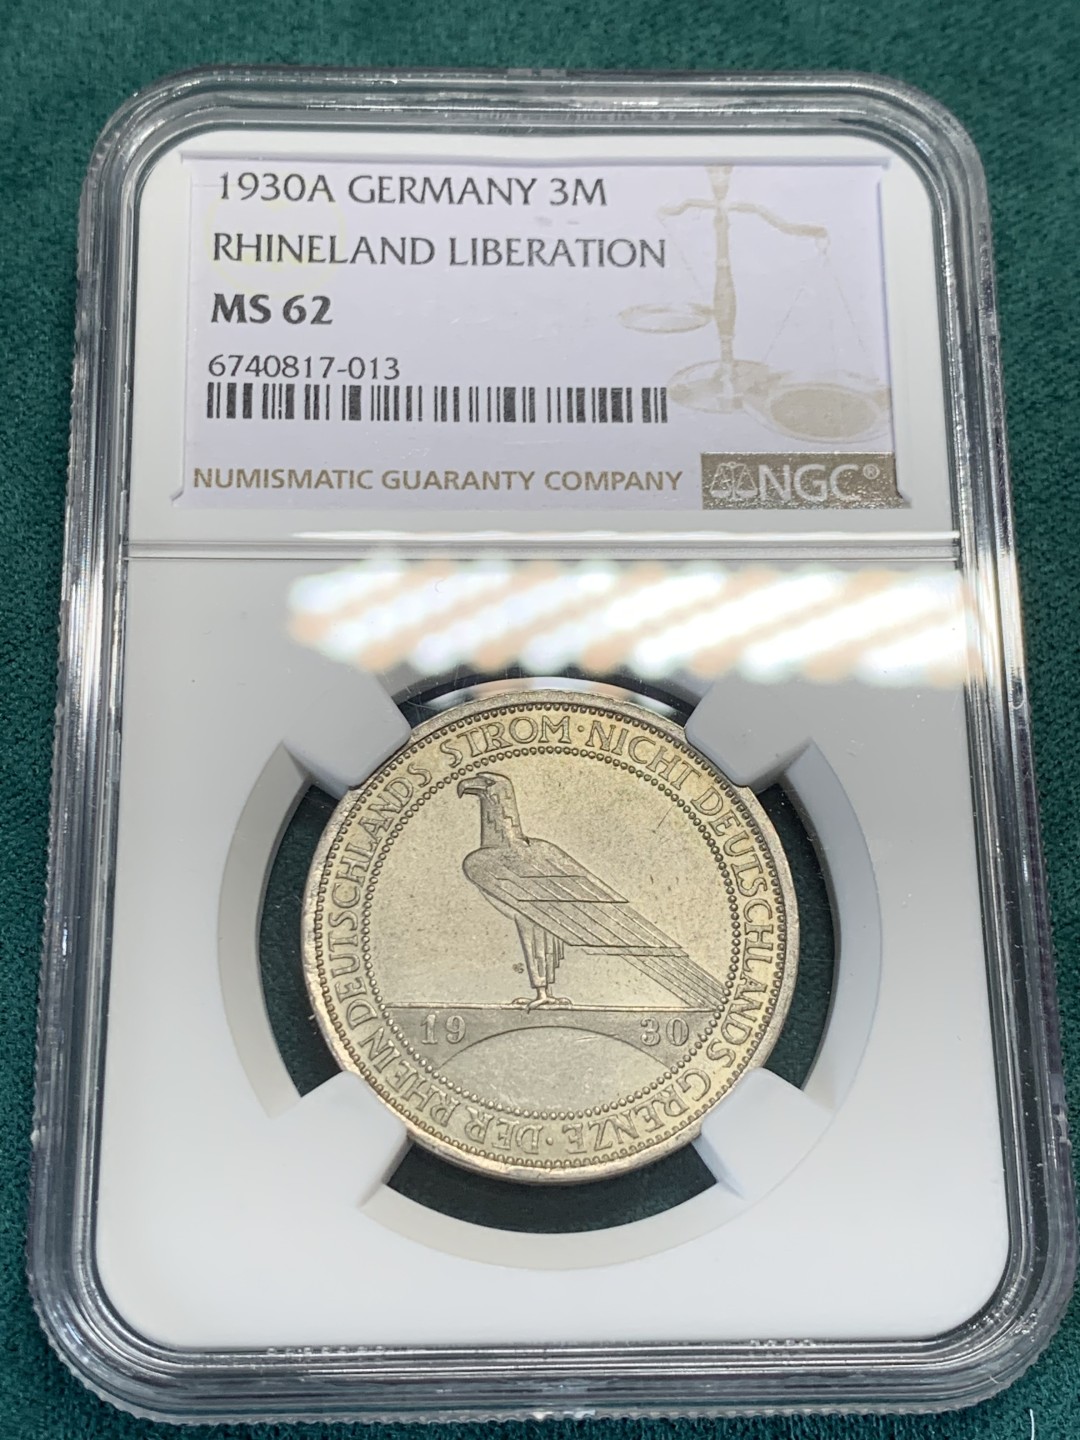 1930A GERMANY 3M
RHINELAND LIBERATION
MS 62
6740817-013
NUMISMATIC GUARANTY COMPANY NGC®
DER RHEIN DEUTSCHLANDS STROM · NICHT DEUTSCHLANDS GRENZE ·
19 30